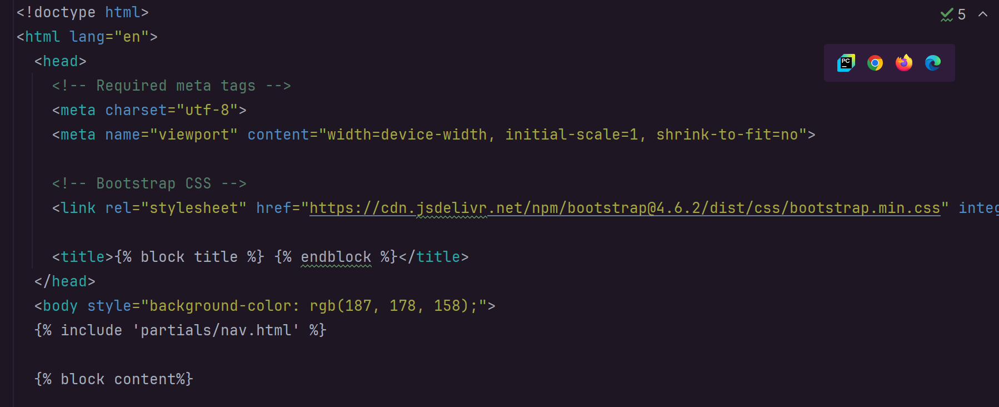 <!doctype html>
5
<html lang="en">
<head>
PC
<!-- Required meta tags -->
<meta charset="utf-8">
<meta name="viewport" content="width=device-width, initial-scale=1, shrink-to-fit=no">
<!-- Bootstrap CSS -->
<link rel="stylesheet" href="https://cdn.jsdelivr.net/npm/bootstrap@4.6.2/dist/css/bootstrap.min.css" integ
<title>{% block title %} {% endblock %}</title>
</head>
<body style="background-color: rgb(187, 178, 158);">
{% include 'partials/nav.html' %}
{% block content%}